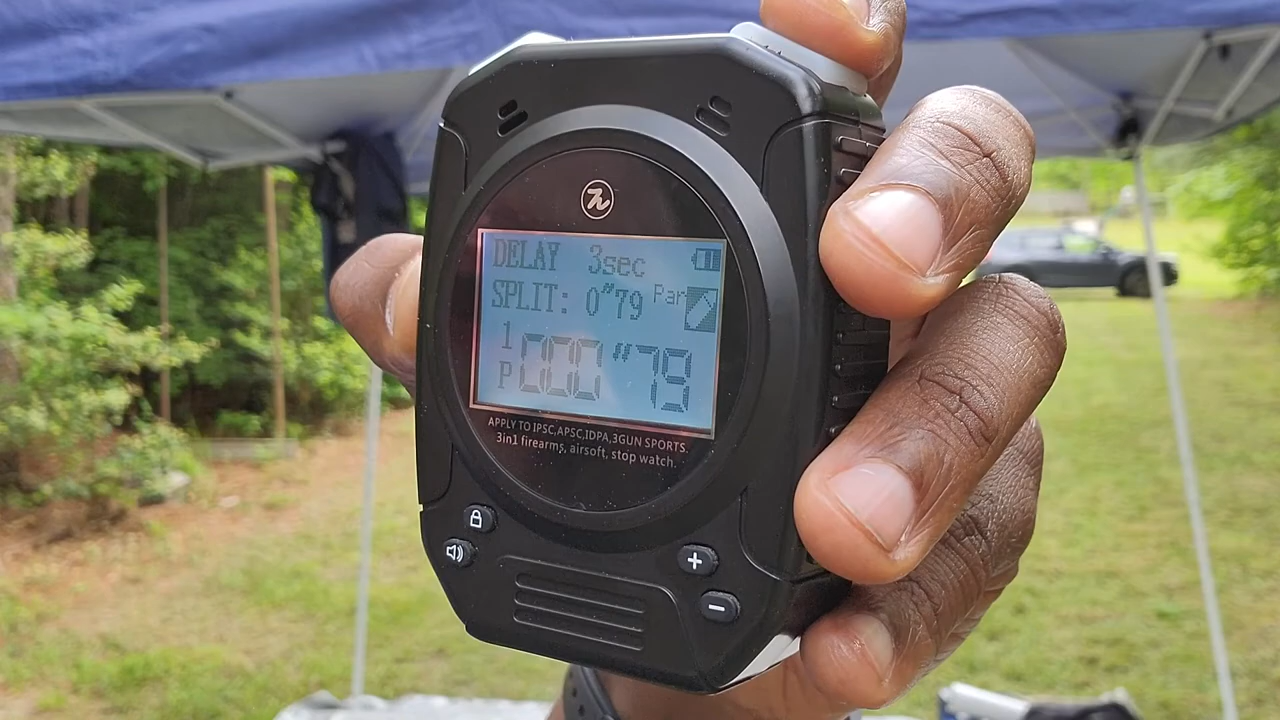 DELAY 3sec
SPLIT: 0"79 Par
1
P 000"79
APPLY TO IPSC,APSC,IDPA,3GUN SPORTS.
3in1 firearms, airsoft, stop watch.
+
−